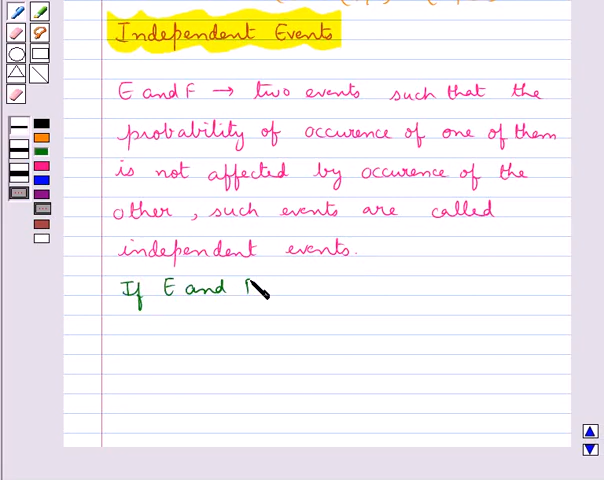 Independent Events
E and F → two events such that the
probability of occurence of one of them
is not affected by occurence of the
other, such events are called
independent events.
If E and